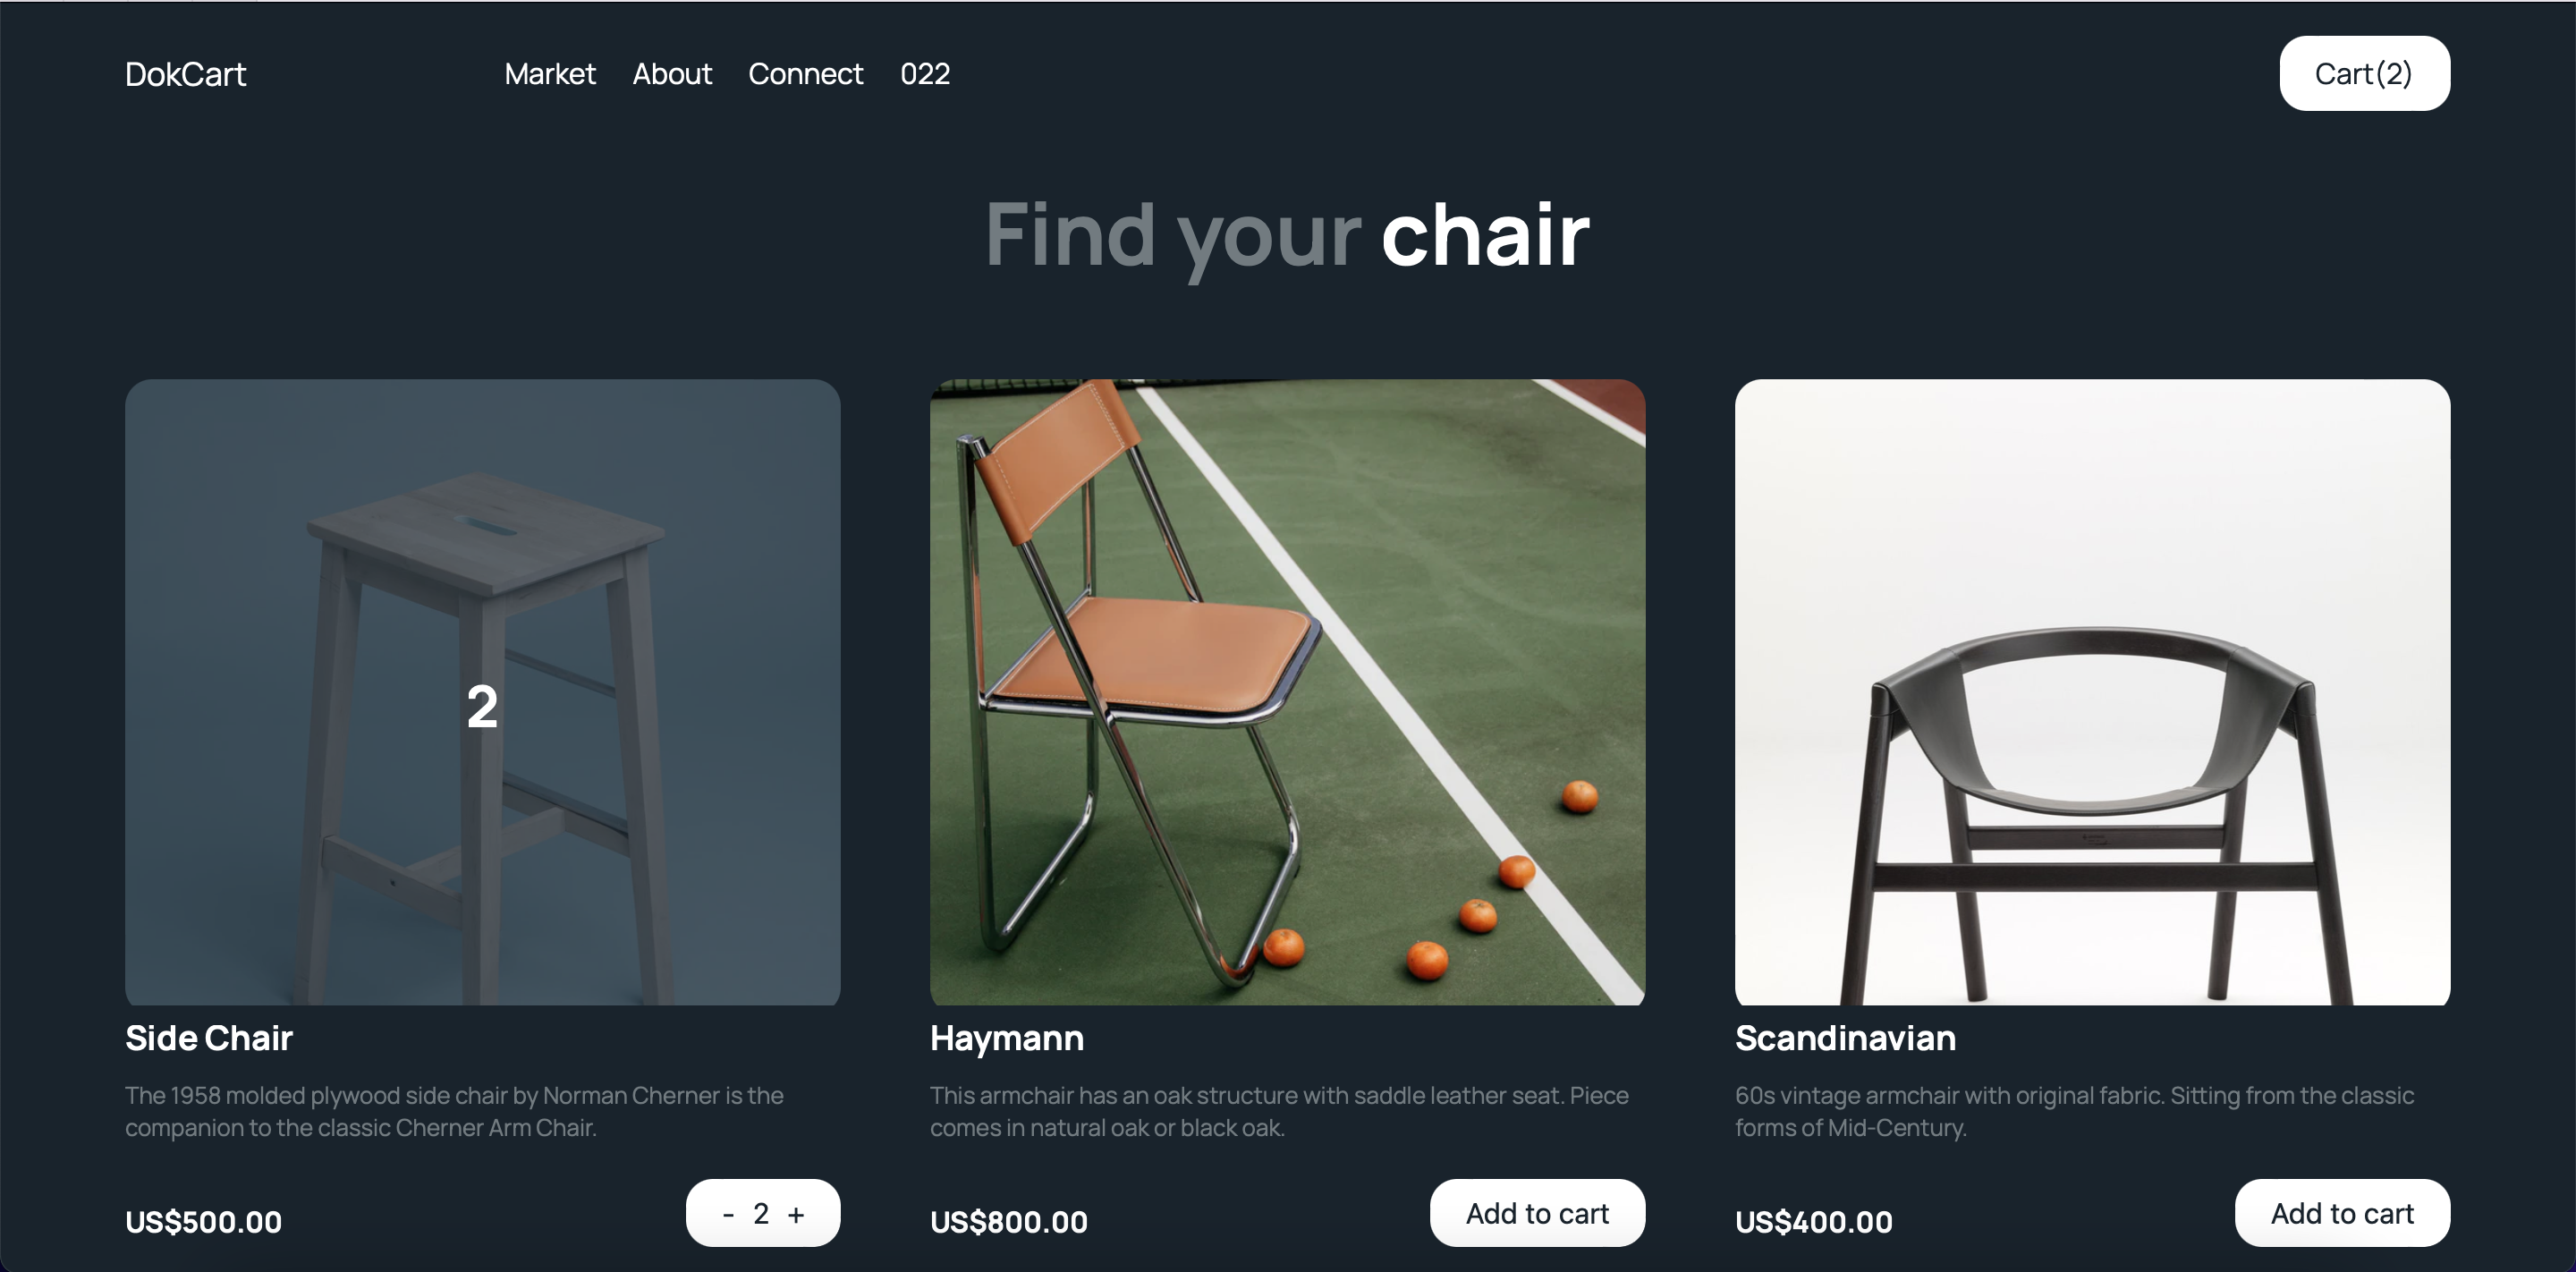 DokCart
Market About Connect 022
Cart(2)
Find your chair
2
Side Chair
The 1958 molded plywood side chair by Norman Cherner is the
companion to the classic Cherner Arm Chair.
US$500.00
- 2 +
Haymann
This armchair has an oak structure with saddle leather seat. Piece
comes in natural oak or black oak.
US$800.00
Add to cart
Scandinavian
60s vintage armchair with original fabric. Sitting from the classic
forms of Mid-Century.
US$400.00
Add to cart